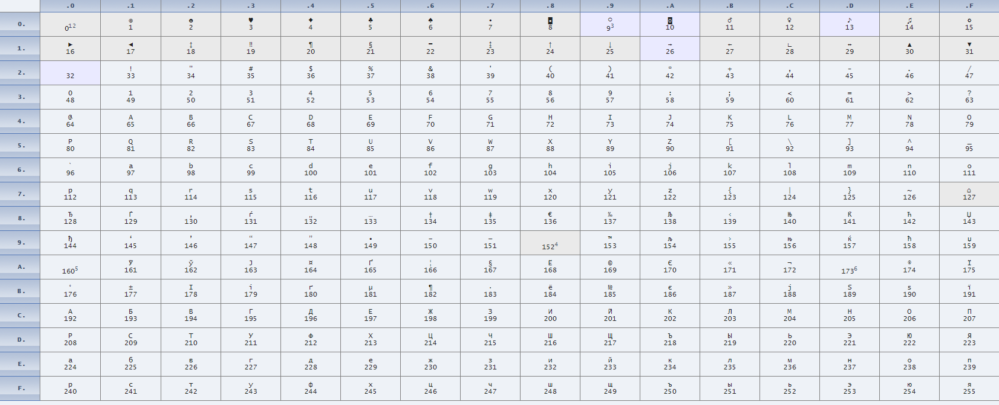 .0 .1 .2 .3 .4 .5 .6 .7 .8 .9 .A .B .C .D .E .F
0. ☺ ☻ ♥ ♦ ♣ ♠ • ◘ ○ ◙ ♂ ♀ ♪ ♫ ☼
0¹² 1 2 3 4 5 6 7 8 9³ 10 11 12 13 14 15
1. ► ◄ ↕ ‼ ¶ § ▬ ↨ ↑ ↓ → ← ∟ ↔ ▲ ▼
16 17 18 19 20 21 22 23 24 25 26 27 28 29 30 31
2. ! " # $ % & ' ( ) * + , - . /
32 33 34 35 36 37 38 39 40 41 42 43 44 45 46 47
3. 0 1 2 3 4 5 6 7 8 9 : ; < = > ?
48 49 50 51 52 53 54 55 56 57 58 59 60 61 62 63
4. @ A B C D E F G H I J K L M N O
64 65 66 67 68 69 70 71 72 73 74 75 76 77 78 79
5. P Q R S T U V W X Y Z [ \ ] ^ _
80 81 82 83 84 85 86 87 88 89 90 91 92 93 94 95
6. ` a b c d e f g h i j k l m n o
96 97 98 99 100 101 102 103 104 105 106 107 108 109 110 111
7. p q r s t u v w x y z { | } ~ ⌂
112 113 114 115 116 117 118 119 120 121 122 123 124 125 126 127
8. Ђ Ѓ ‚ ѓ „ … † ‡ € ‰ Љ ‹ Њ Ќ Ћ Џ
128 129 130 131 132 133 134 135 136 137 138 139 140 141 142 143
9. ђ ‘ ’ “ ” • – — ™ љ › њ ќ ћ џ
144 145 146 147 148 149 150 151 152⁴ 153 154 155 156 157 158 159
A. Ў ў Ј ¤ Ґ ¦ § Ё © Є « ¬ ® Ї
160⁵ 161 162 163 164 165 166 167 168 169 170 171 172 173⁶ 174 175
B. ° ± І і ґ µ ¶ · ё № є » ј Ѕ ѕ ї
176 177 178 179 180 181 182 183 184 185 186 187 188 189 190 191
C. А Б В Г Д Е Ж З И Й К Л М Н О П
192 193 194 195 196 197 198 199 200 201 202 203 204 205 206 207
D. Р С Т У Ф Х Ц Ч Ш Щ Ъ Ы Ь Э Ю Я
208 209 210 211 212 213 214 215 216 217 218 219 220 221 222 223
E. а б в г д е ж з и й к л м н о п
224 225 226 227 228 229 230 231 232 233 234 235 236 237 238 239
F. р с т у ф х ц ч ш щ ъ ы ь э ю я
240 241 242 243 244 245 246 247 248 249 250 251 252 253 254 255